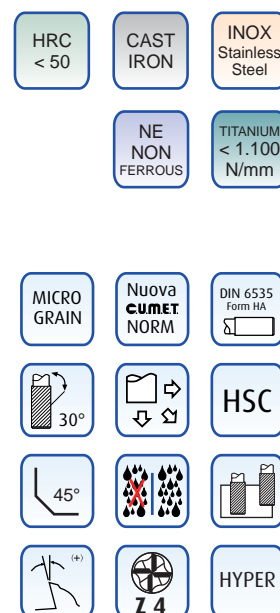 HRC
< 50
CAST
IRON
INOX
Stainless
Steel
NE
NON
FERROUS
TITANIUM
< 1.100
N/mm
MICRO
GRAIN
Nuova
C.U.M.E.T.
NORM
DIN 6535
Form HA
30°
HSC
45°
(+)
Z 4
HYPER